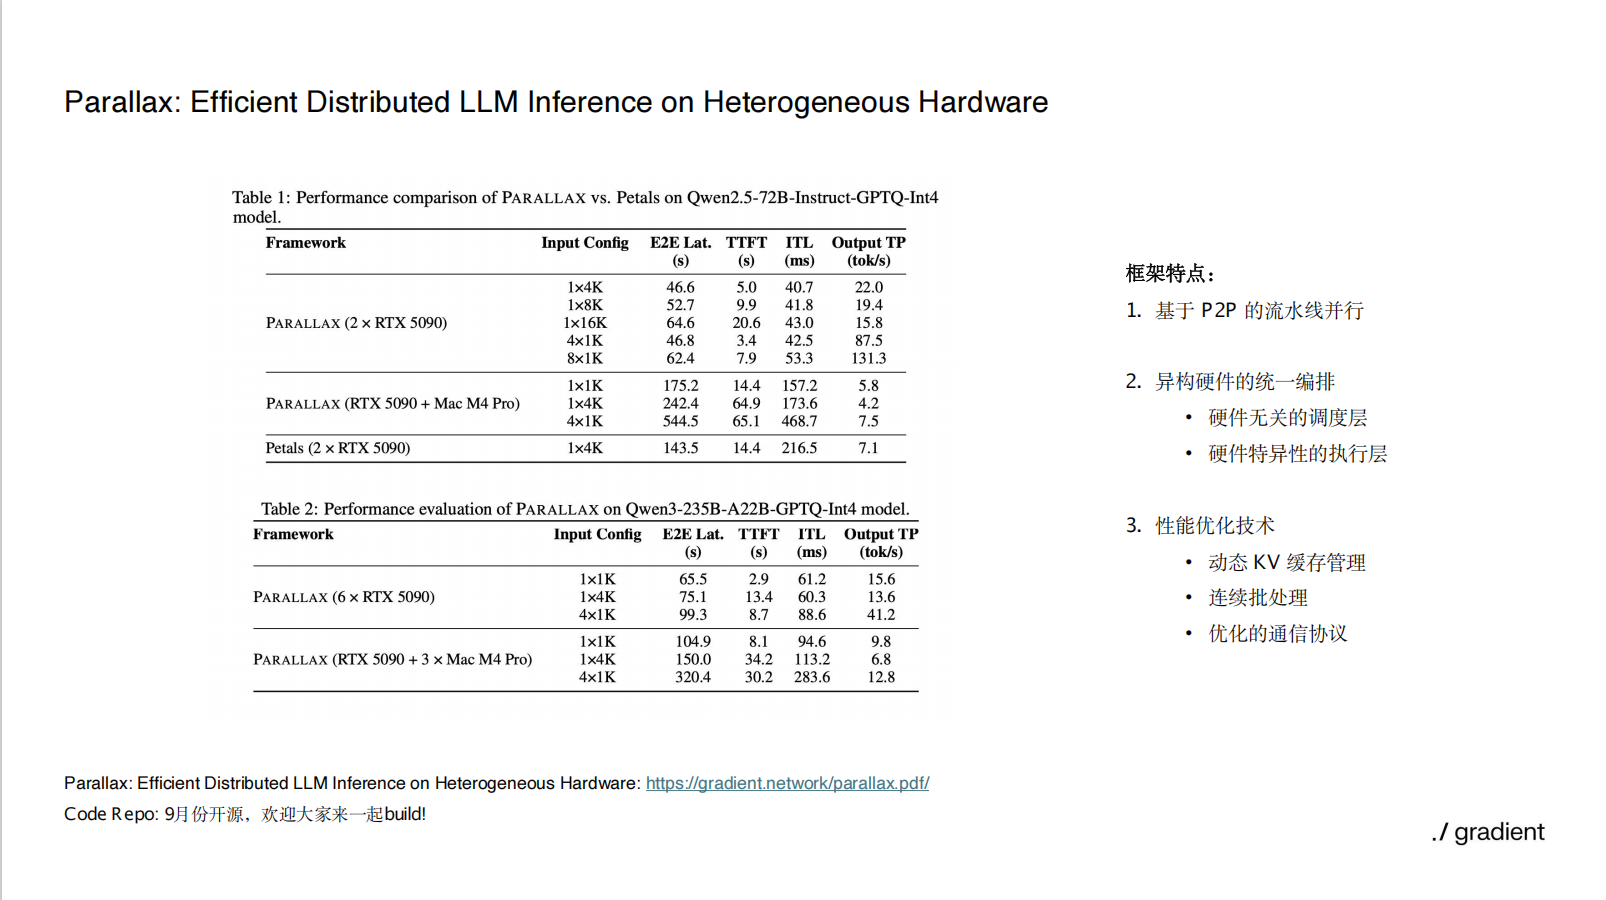 Parallax: Efficient Distributed LLM Inference on Heterogeneous Hardware
Table 1: Performance comparison of PARALLAX vs. Petals on Qwen2.5-72B-Instruct-GPTQ-Int4
model.
Framework Input Config E2E Lat. TTFT ITL Output TP
(s) (s) (ms) (tok/s)
1×4K 46.6 5.0 40.7 22.0
1×8K 52.7 9.9 41.8 19.4
PARALLAX (2 × RTX 5090) 1×16K 64.6 20.6 43.0 15.8
4×1K 46.8 3.4 42.5 87.5
8×1K 62.4 7.9 53.3 131.3
1×1K 175.2 14.4 157.2 5.8
PARALLAX (RTX 5090 + Mac M4 Pro) 1×4K 242.4 64.9 173.6 4.2
4×1K 544.5 65.1 468.7 7.5
Petals (2 × RTX 5090) 1×4K 143.5 14.4 216.5 7.1
Table 2: Performance evaluation of PARALLAX on Qwen3-235B-A22B-GPTQ-Int4 model.
Framework Input Config E2E Lat. TTFT ITL Output TP
(s) (s) (ms) (tok/s)
1×1K 65.5 2.9 61.2 15.6
PARALLAX (6 × RTX 5090) 1×4K 75.1 13.4 60.3 13.6
4×1K 99.3 8.7 88.6 41.2
1×1K 104.9 8.1 94.6 9.8
PARALLAX (RTX 5090 + 3 × Mac M4 Pro) 1×4K 150.0 34.2 113.2 6.8
4×1K 320.4 30.2 283.6 12.8
框架特点：
1. 基于 P2P 的流水线并行
2. 异构硬件的统一编排
• 硬件无关的调度层
• 硬件特异性的执行层
3. 性能优化技术
• 动态 KV 缓存管理
• 连续批处理
• 优化的通信协议
Parallax: Efficient Distributed LLM Inference on Heterogeneous Hardware: https://gradient.network/parallax.pdf/
Code Repo: 9月份开源，欢迎大家来一起build!
./ gradient